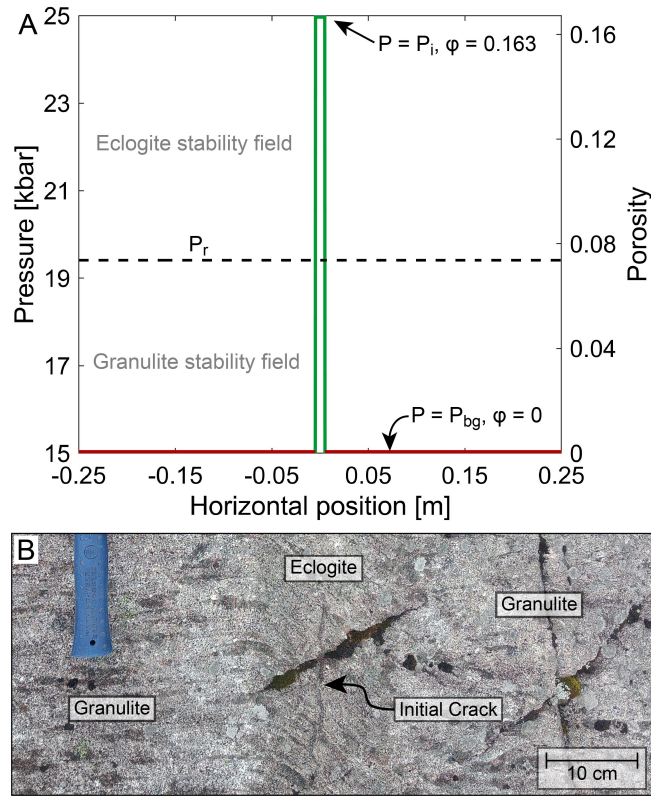 A
25
23
21
19
17
15
Pressure [kbar]
P = Pᵢ, φ = 0.163
Eclogite stability field
Pᵣ
Granulite stability field
P = P_bg, φ = 0
0.16
0.12
0.08
0.04
0
Porosity
-0.25 -0.15 -0.05 0.05 0.15 0.25
Horizontal position [m]
B
Eclogite
Granulite
Granulite
Initial Crack
10 cm